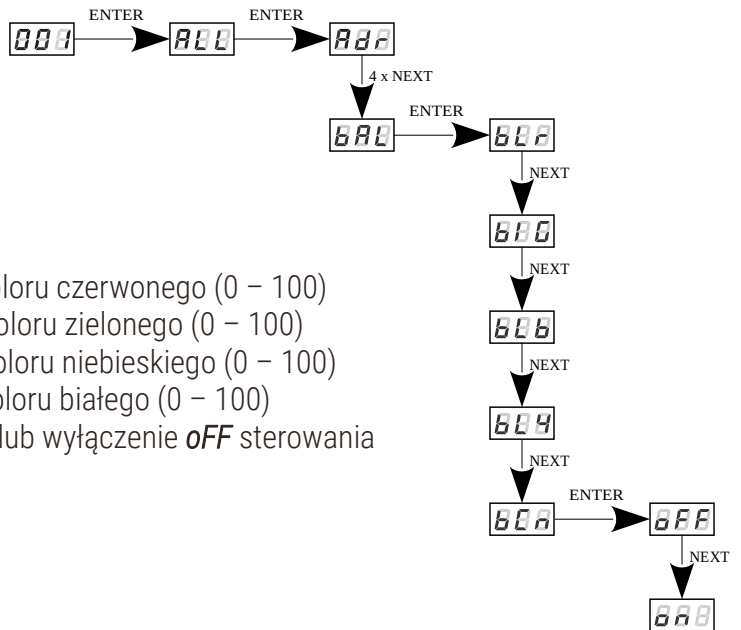 001 ENTER ALL ENTER Adr
4 x NEXT
bAL ENTER bLr
NEXT
NEXT
bLb
NEXT
bL4
NEXT
bCn ENTER oFF
NEXT
on
oloru czerwonego (0 – 100)
oloru zielonego (0 – 100)
oloru niebieskiego (0 – 100)
oloru białego (0 – 100)
lub wyłączenie oFF sterowania